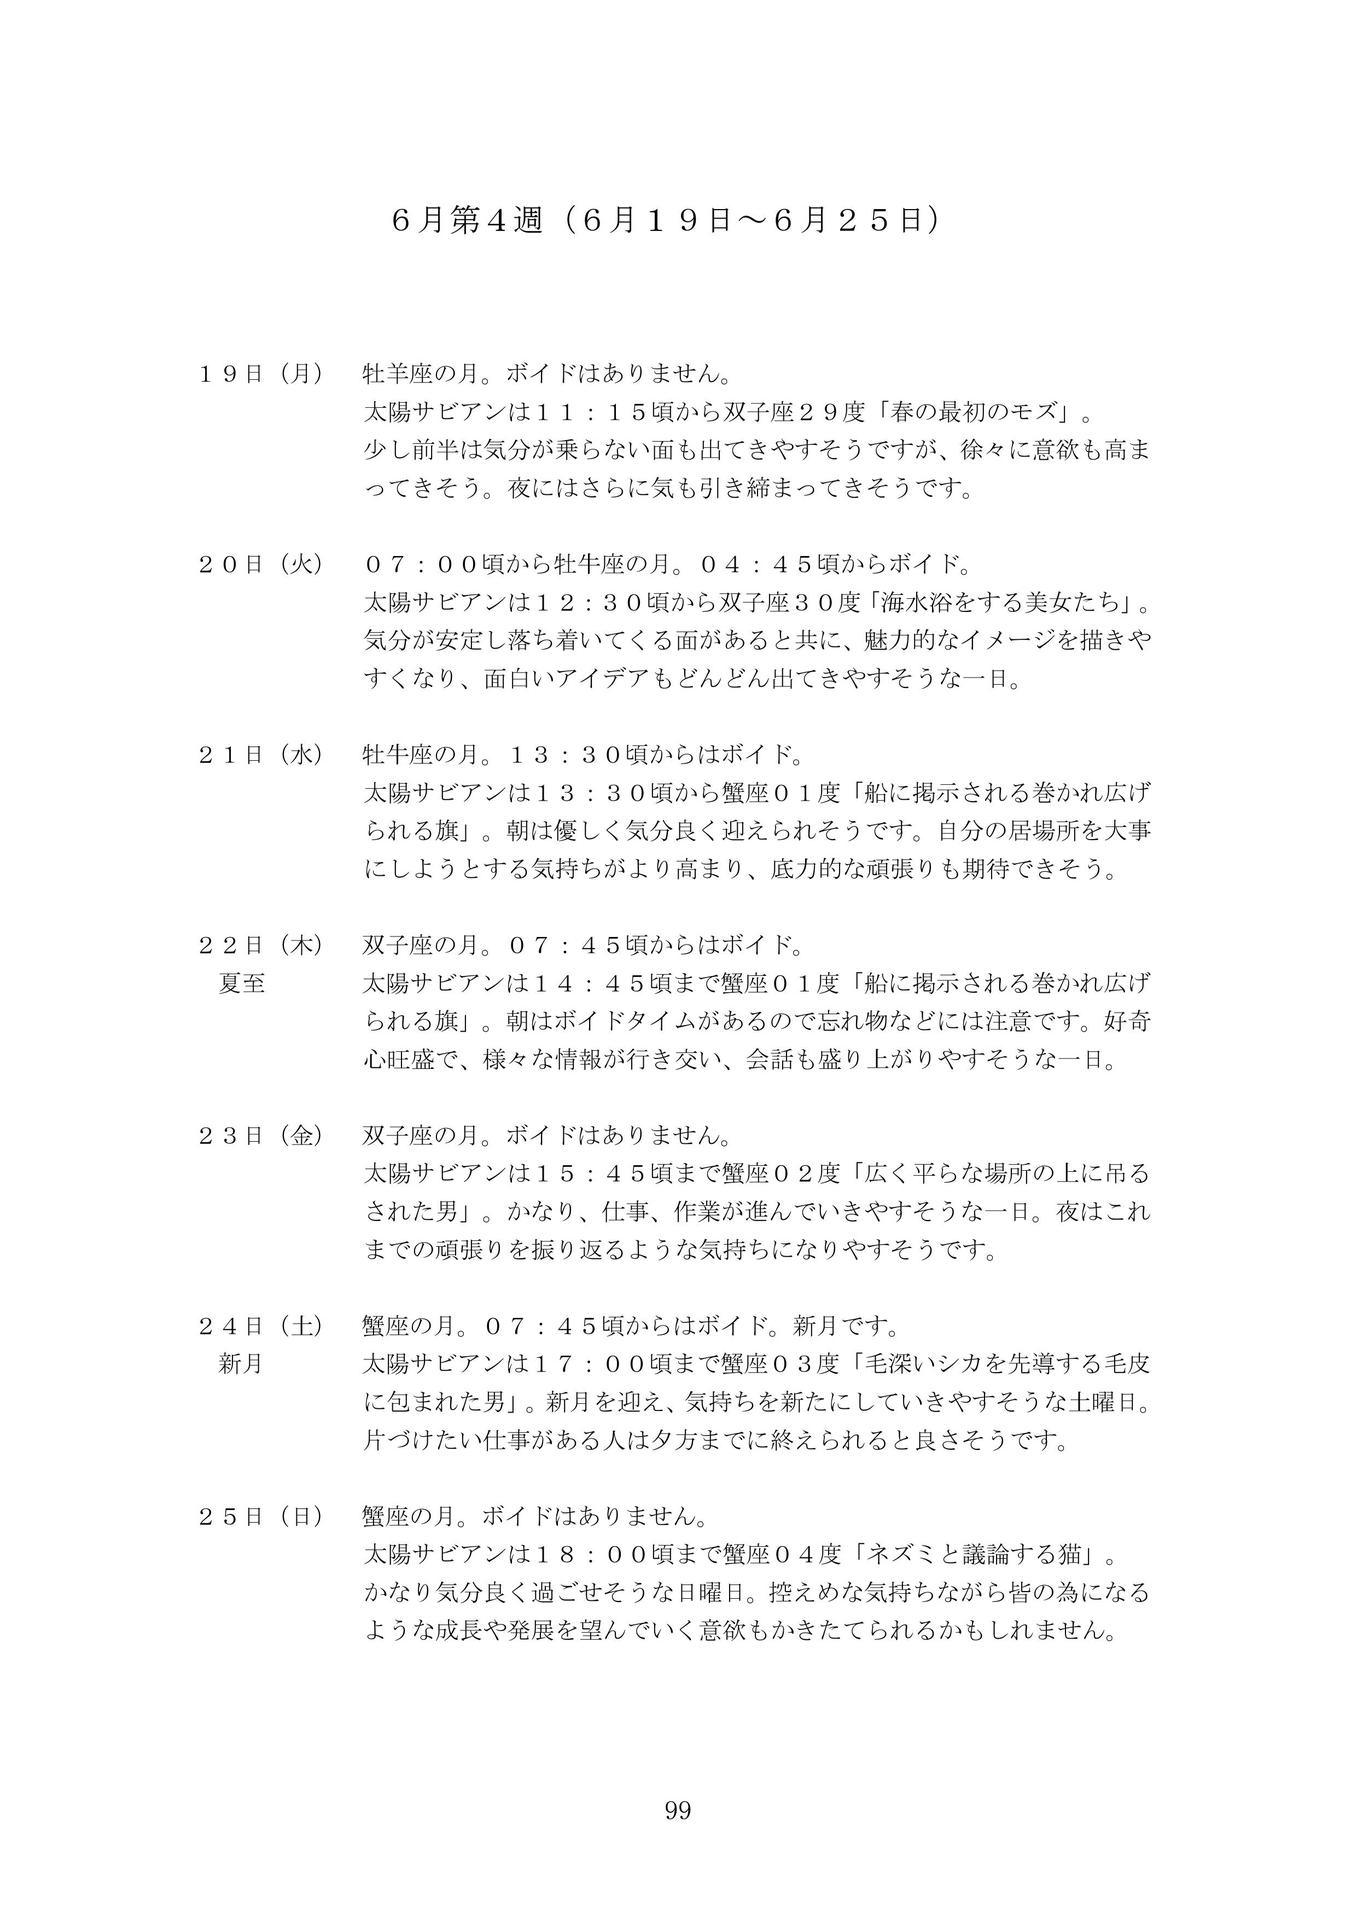 ６月第４週（６月１９日～６月２５日）
１９日（月）　牡羊座の月。ボイドはありません。
太陽サビアンは１１：１５頃から双子座２９度「春の最初のモズ」。
少し前半は気分が乗らない面も出てきやすそうですが、徐々に意欲も高ま
ってきそう。夜にはさらに気も引き締まってきそうです。
２０日（火）　０７：００頃から牡牛座の月。０４：４５頃からボイド。
太陽サビアンは１２：３０頃から双子座３０度「海水浴をする美女たち」。
気分が安定し落ち着いてくる面があると共に、魅力的なイメージを描きや
すくなり、面白いアイデアもどんどん出てきやすそうな一日。
２１日（水）　牡牛座の月。１３：３０頃からはボイド。
太陽サビアンは１３：３０頃から蟹座０１度「船に掲示される巻かれ広げ
られる旗」。朝は優しく気分良く迎えられそうです。自分の居場所を大事
にしようとする気持ちがより高まり、底力的な頑張りも期待できそう。
２２日（木）　双子座の月。０７：４５頃からはボイド。
夏至　太陽サビアンは１４：４５頃まで蟹座０１度「船に掲示される巻かれ広げ
られる旗」。朝はボイドタイムがあるので忘れ物などには注意です。好奇
心旺盛で、様々な情報が行き交い、会話も盛り上がりやすそうな一日。
２３日（金）　双子座の月。ボイドはありません。
太陽サビアンは１５：４５頃まで蟹座０２度「広く平らな場所の上に吊る
された男」。かなり、仕事、作業が進んでいきやすそうな一日。夜はこれ
までの頑張りを振り返るような気持ちになりやすそうです。
２４日（土）　蟹座の月。０７：４５頃からはボイド。新月です。
新月　太陽サビアンは１７：００頃まで蟹座０３度「毛深いシカを先導する毛皮
に包まれた男」。新月を迎え、気持ちを新たにしていきやすそうな土曜日。
片づけたい仕事がある人は夕方までに終えられると良さそうです。
２５日（日）　蟹座の月。ボイドはありません。
太陽サビアンは１８：００頃まで蟹座０４度「ネズミと議論する猫」。
かなり気分良く過ごせそうな日曜日。控えめな気持ちながら皆の為になる
ような成長や発展を望んでいく意欲もかきたてられるかもしれません。
99